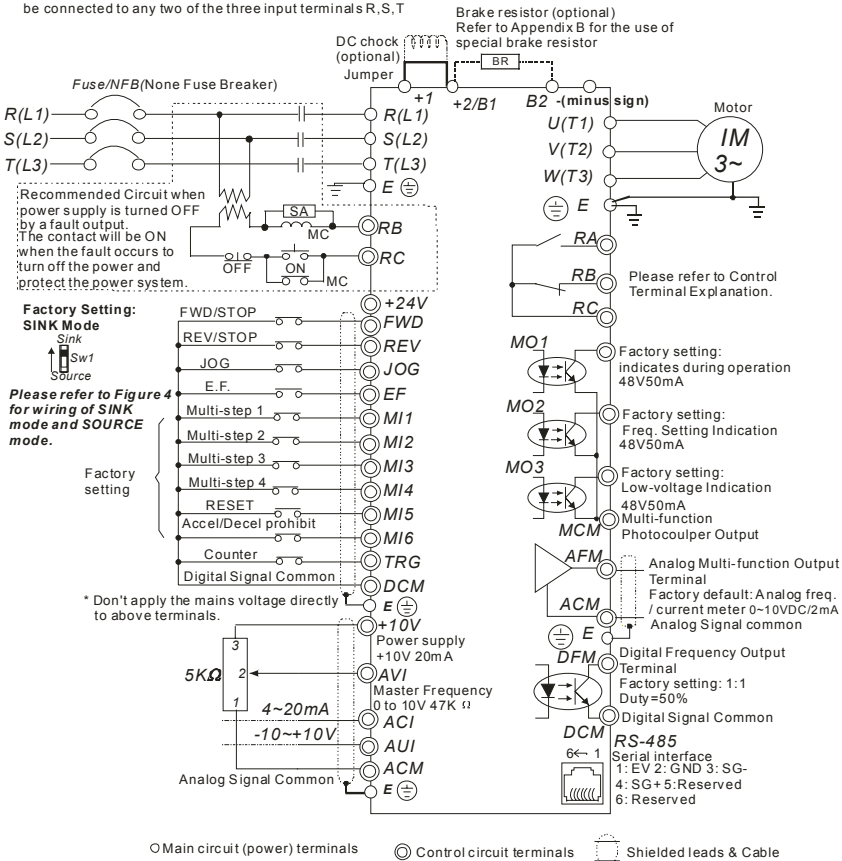 be connected to any two of the three input terminals R,S,T
Brake resistor (optional)
Refer to Appendix B for the use of
special brake resistor
DC chock
(optional)
Jumper
BR
Fuse/NFB(None Fuse Breaker)
+1
+2/B1
B2
-(minus sign)
Motor
R(L1)
S(L2)
T(L3)
R(L1)
S(L2)
T(L3)
E
U(T1)
V(T2)
W(T3)
E
IM
3~
Recommended Circuit when
power supply is turned OFF
by a fault output.
The contact will be ON
when the fault occurs to
turn off the power and
protect the power system.
SA
MC
OFF
ON
MC
RB
RC
RA
RB
RC
Please refer to Control
Terminal Explanation.
Factory Setting:
SINK Mode
Sink
Sw1
Source
Please refer to Figure 4
for wiring of SINK
mode and SOURCE
mode.
Factory
setting
+24V
FWD/STOP
FWD
REV/STOP
REV
JOG
JOG
E.F.
EF
Multi-step 1
MI1
Multi-step 2
MI2
Multi-step 3
MI3
Multi-step 4
MI4
RESET
MI5
Accel/Decel prohibit
MI6
Counter
TRG
Digital Signal Common
DCM
E
* Don't apply the mains voltage directly
to above terminals.
MO1
Factory setting:
indicates during operation
48V50mA
MO2
Factory setting:
Freq. Setting Indication
48V50mA
MO3
Factory setting:
Low-voltage Indication
48V50mA
MCM
Multi-function
Photocoulper Output
AFM
Analog Multi-function Output
Terminal
Factory default: Analog freq.
/ current meter 0~10VDC/2mA
ACM
Analog Signal common
E
DFM
Digital Frequency Output
Terminal
Factory setting: 1:1
Duty=50%
DCM
Digital Signal Common
+10V
Power supply
+10V 20mA
3
5KΩ
2
1
AVI
Master Frequency
0 to 10V 47K Ω
4~20mA
ACI
-10~+10V
AUI
ACM
Analog Signal Common
E
RS-485
Serial interface
6← 1
1: EV 2: GND 3: SG-
4: SG+ 5:Reserved
6: Reserved
Main circuit (power) terminals
Control circuit terminals
Shielded leads & Cable